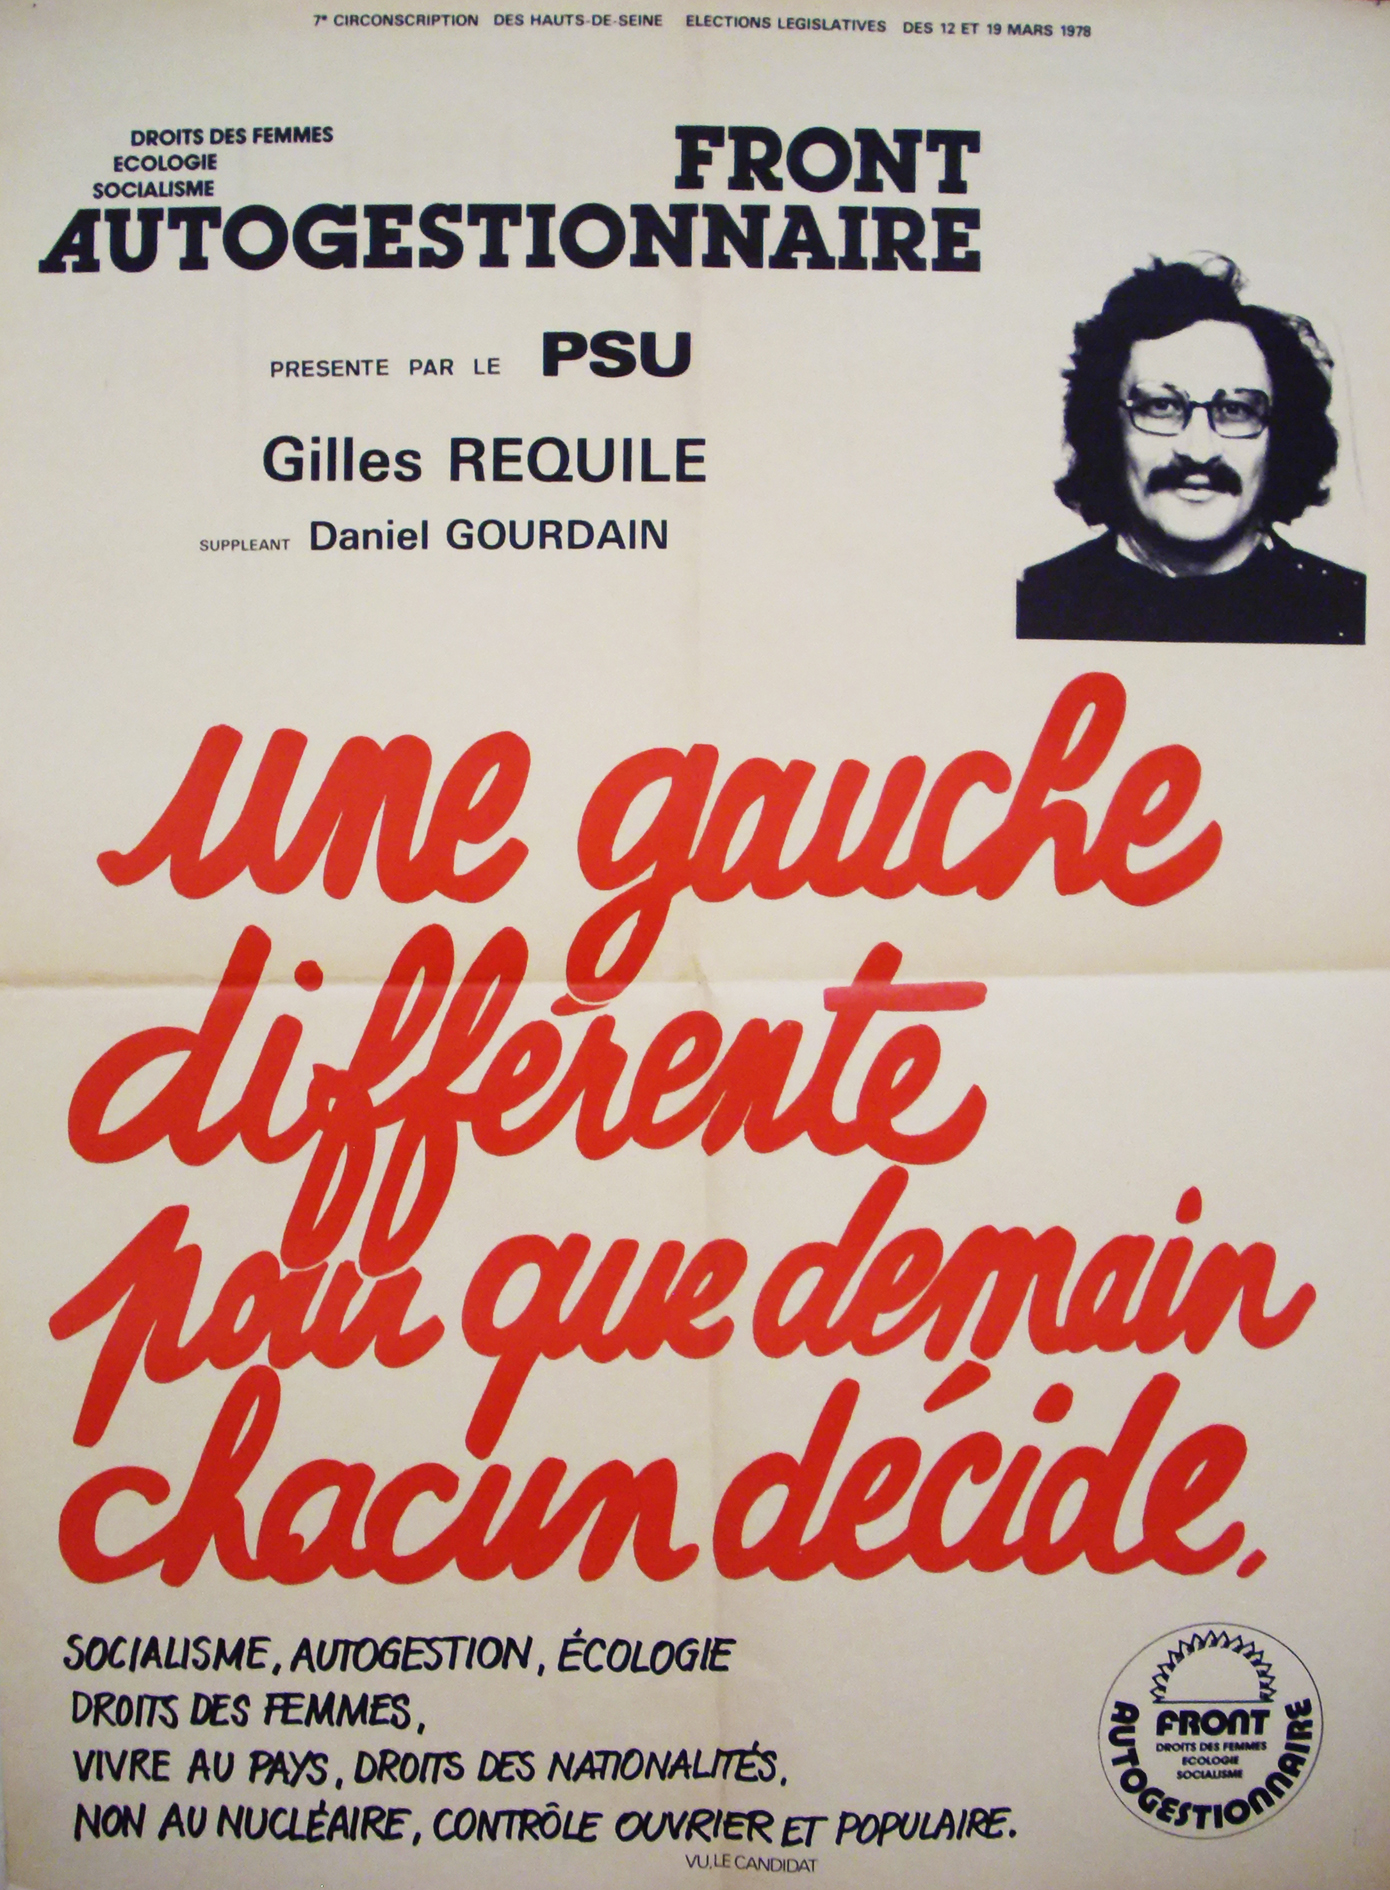 7e CIRCONSCRIPTION DES HAUTS-DE-SEINE ELECTIONS LEGISLATIVES DES 12 ET 19 MARS 1978
DROITS DES FEMMES
ECOLOGIE
SOCIALISME
FRONT
AUTOGESTIONNAIRE
PRESENTE PAR LE PSU
Gilles REQUILE
SUPPLEANT Daniel GOURDAIN
une gauche
différente
pour que demain
chacun décide.
SOCIALISME, AUTOGESTION, ÉCOLOGIE
DROITS DES FEMMES,
VIVRE AU PAYS, DROITS DES NATIONALITÉS,
NON AU NUCLÉAIRE, CONTRÔLE OUVRIER ET POPULAIRE.
VU, LE CANDIDAT
FRONT
DROITS DES FEMMES
ECOLOGIE
SOCIALISME
AUTOGESTIONNAIRE